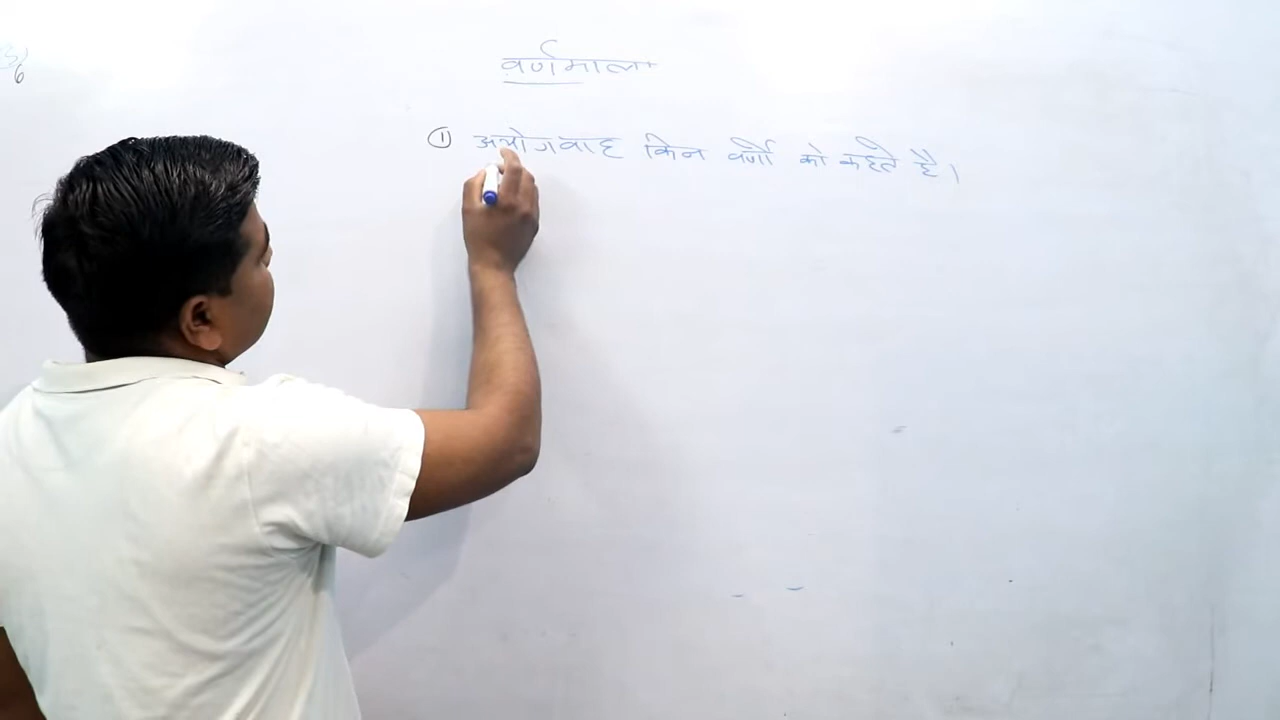 वर्णमाला
① अयोगवाह किन वर्णो को कहते है।